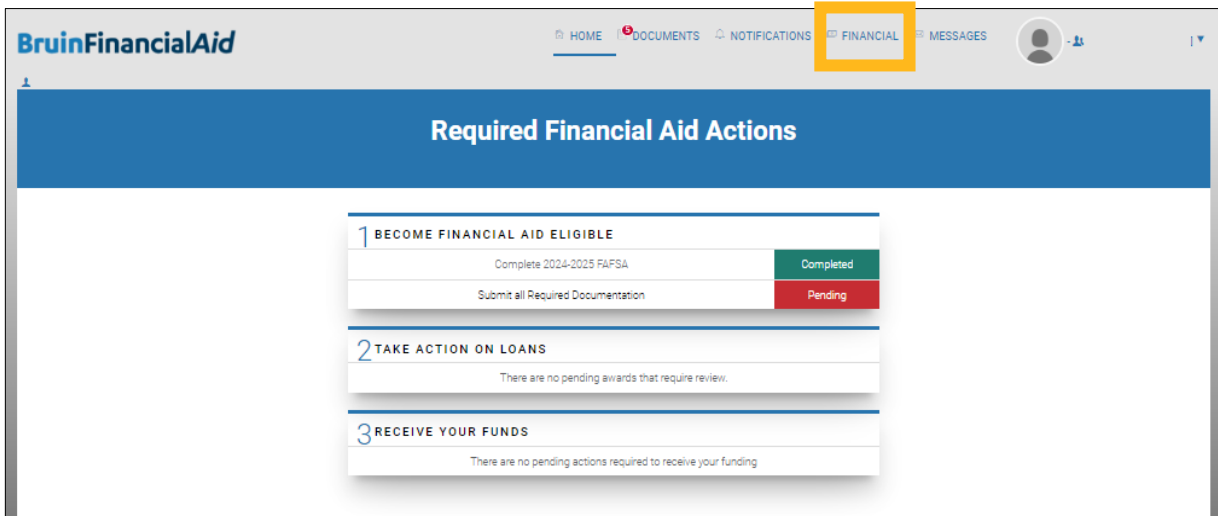 BruinFinancialAid
HOME 5 DOCUMENTS NOTIFICATIONS FINANCIAL MESSAGES
Required Financial Aid Actions
1 BECOME FINANCIAL AID ELIGIBLE
Complete 2024-2025 FAFSA Completed
Submit all Required Documentation Pending
2 TAKE ACTION ON LOANS
There are no pending awards that require review.
3 RECEIVE YOUR FUNDS
There are no pending actions required to receive your funding